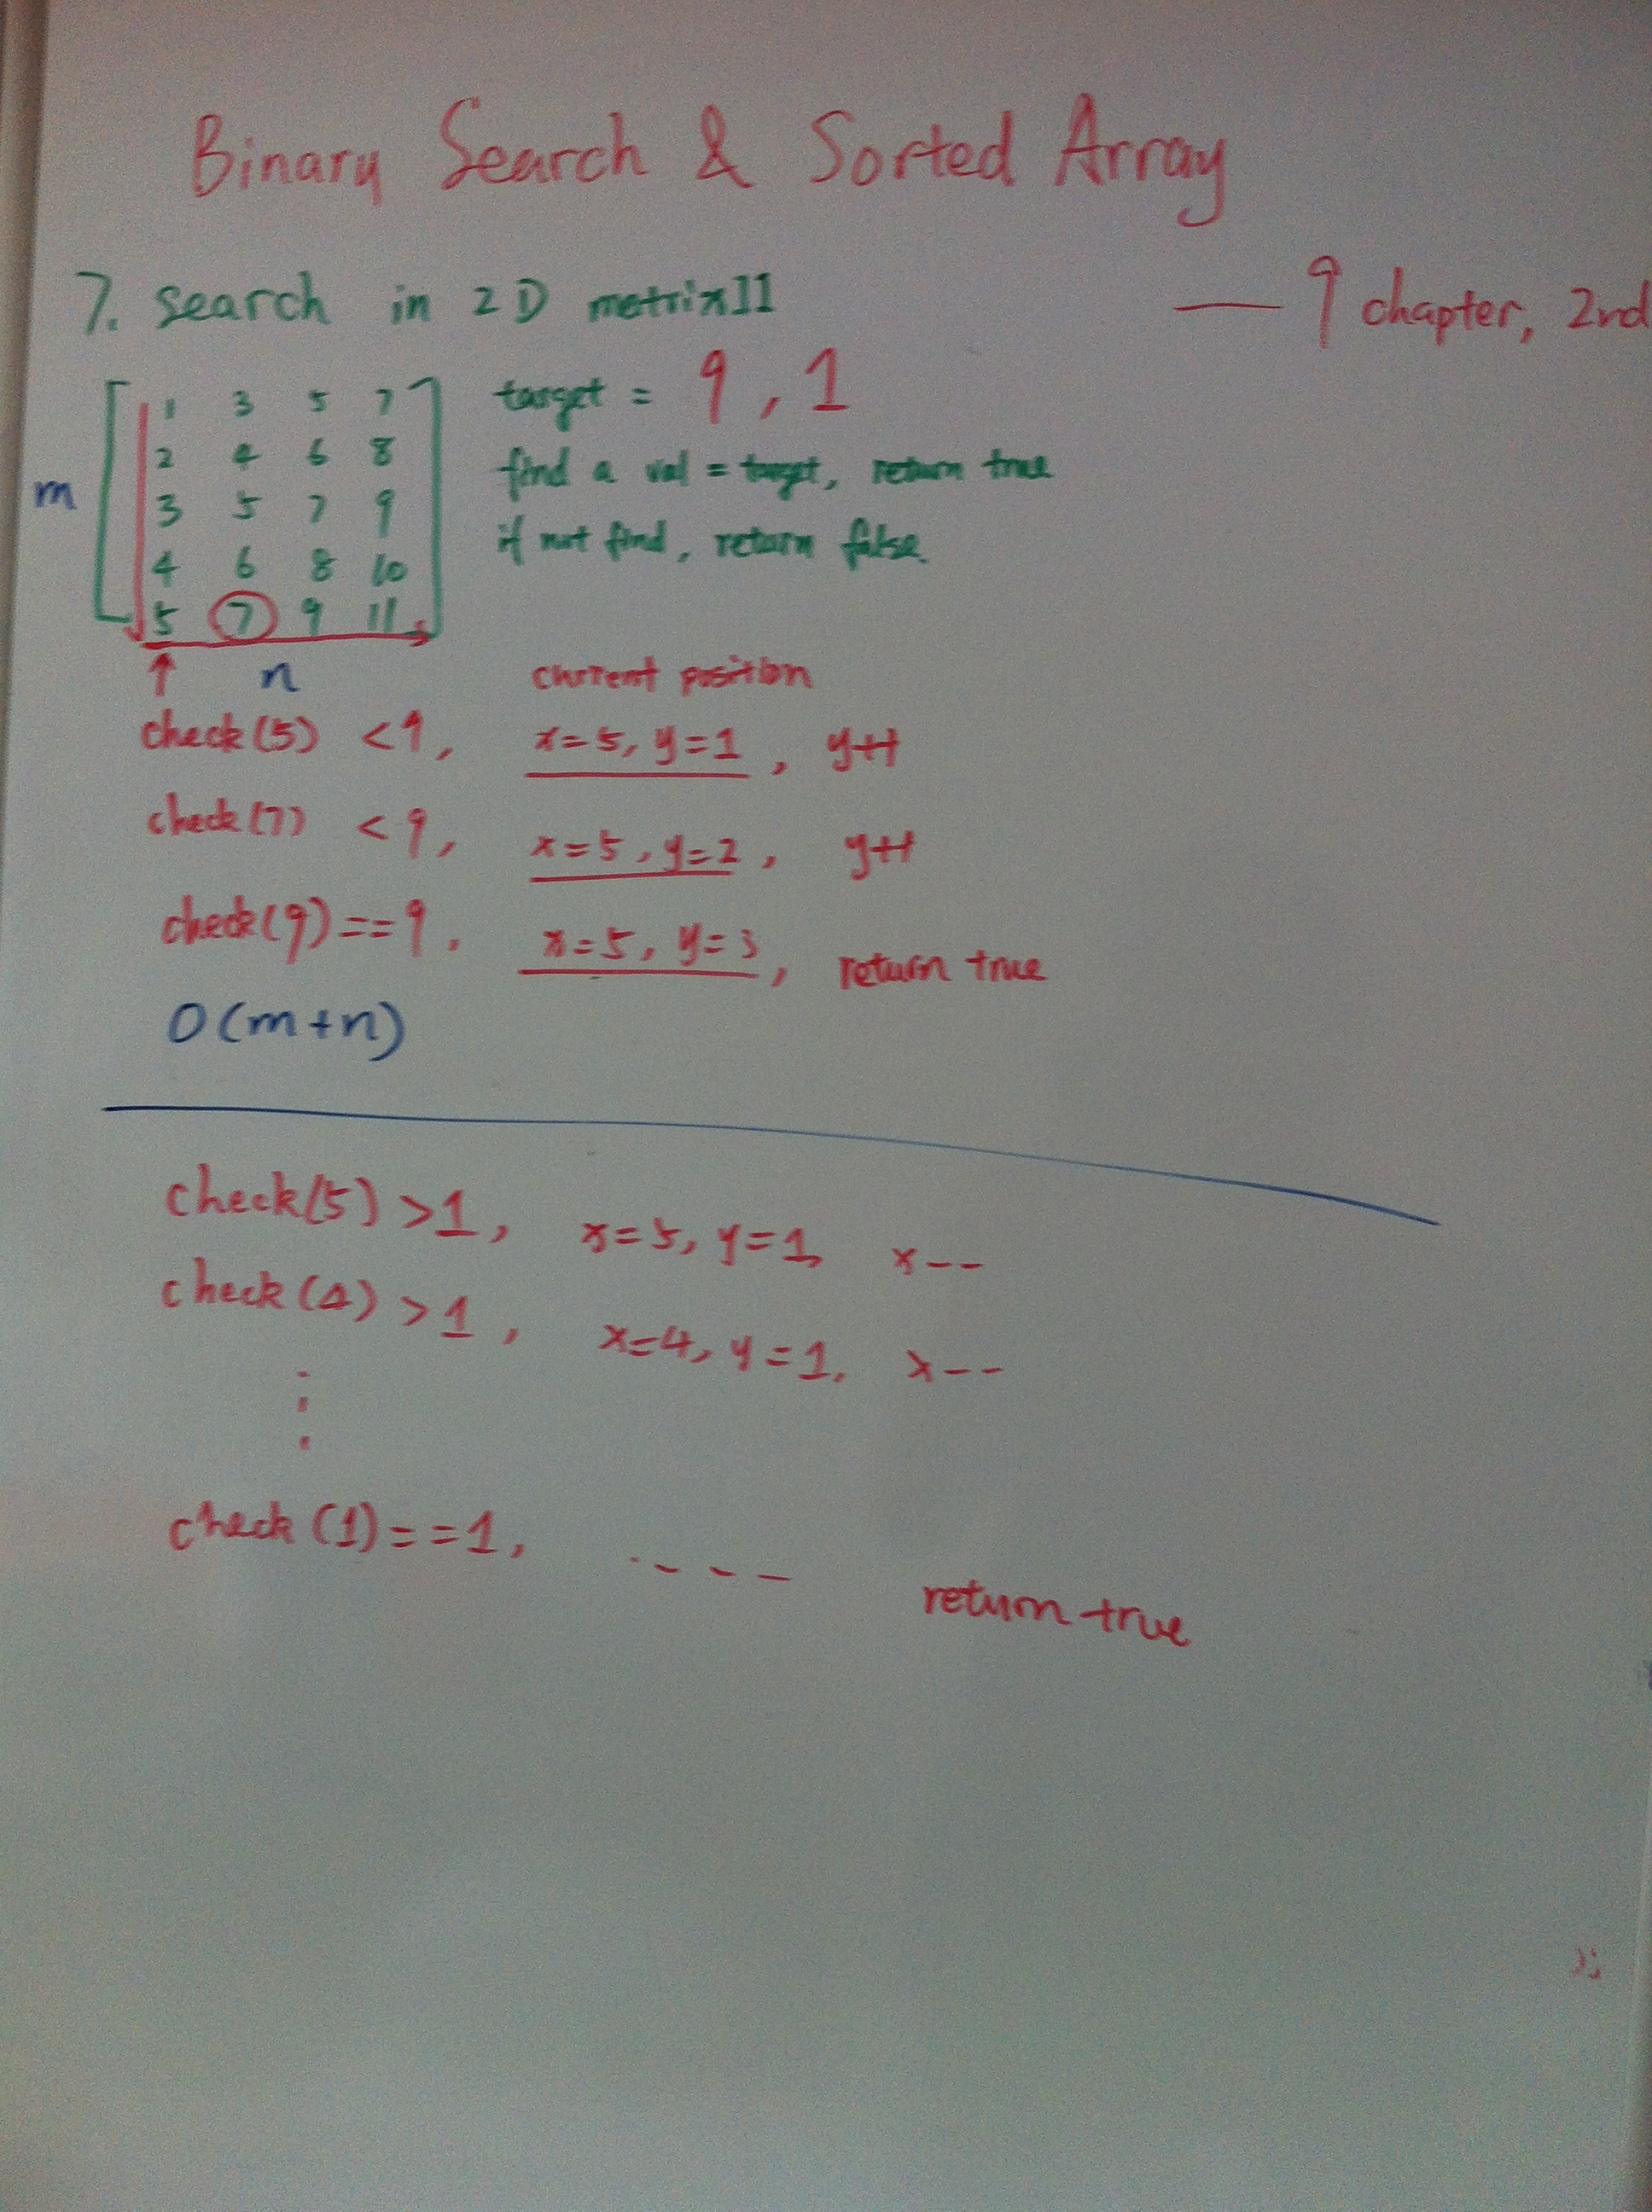 Binary Search & Sorted Array
— 9 chapter, 2nd
7. search in 2D metrixII
1 3 5 7
2 4 6 8
3 5 7 9
4 6 8 10
5 7 9 11
m
n
target = 9, 1
find a val = target, return true
if not find, return false.
current position
check(5) <9, x=5, y=1, y++
check(7) <9, x=5, y=2, y++
check(9)==9, x=5, y=3, return true
O(m+n)
check(5) >1, x=5, y=1, x--
check(4) >1, x=4, y=1, x--
⋮
check(1)==1, ---- return true